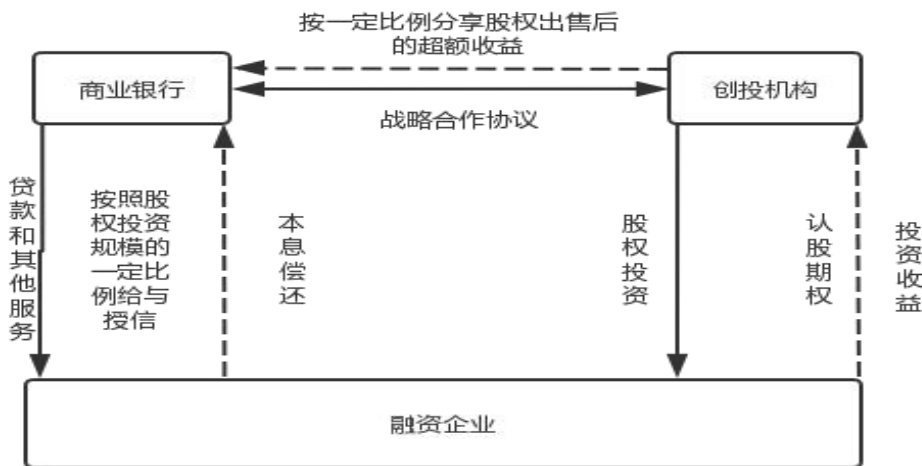 按一定比例分享股权出售后
的超额收益
商业银行
创投机构
战略合作协议
贷款和其他服务
按照股
权投资
规模的
一定比
例给与
授信
本息偿还
股权投资
认股期权
投资收益
融资企业